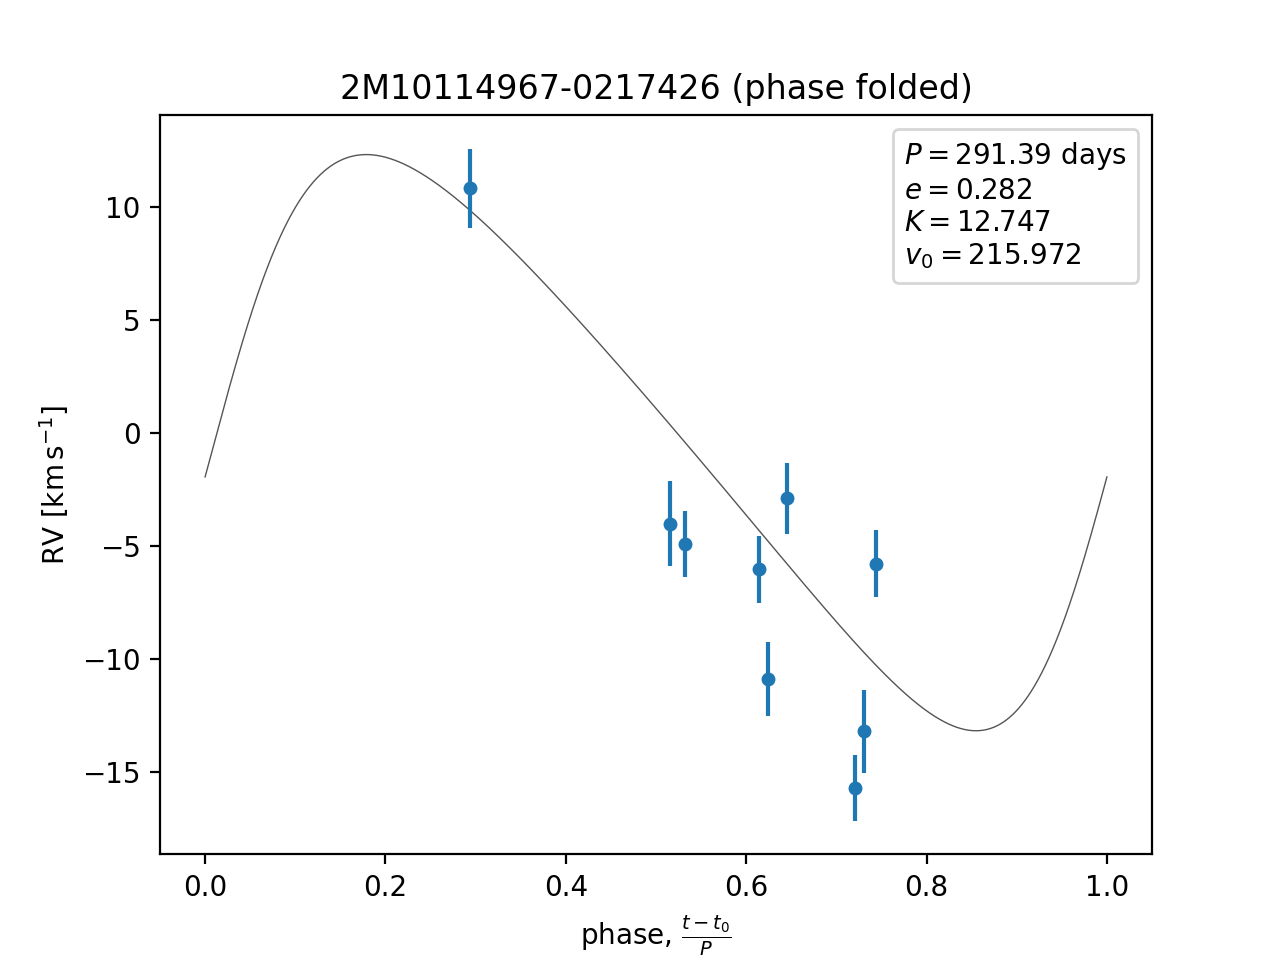 2M10114967-0217426 (phase folded)
P = 291.39 days
e = 0.282
K = 12.747
v₀ = 215.972
RV [km s⁻¹]
10
5
0
−5
−10
−15
0.0 0.2 0.4 0.6 0.8 1.0
phase, (t − t₀)/P